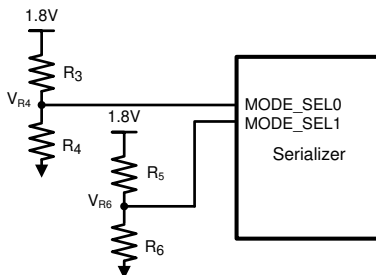 1.8V
R3
VR4
R4
1.8V
R5
VR6
R6
MODE_SEL0
MODE_SEL1
Serializer